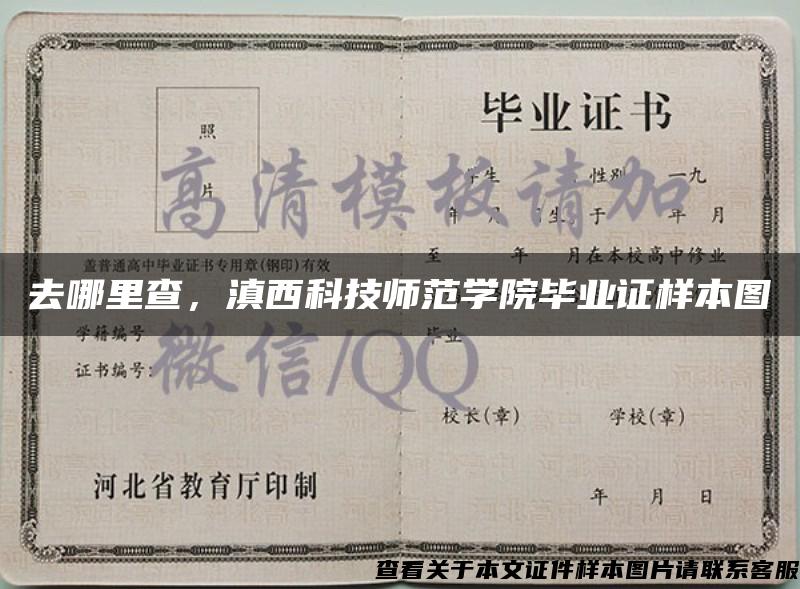 毕业证书
照
片
学生
性别
一九
年 月 日生，于 年 月
至 年 月在本校高中修业
盖普通高中毕业证书专用章(钢印)有效
高清模板请加
去哪里查，滇西科技师范学院毕业证样本图
学籍编号
毕业
证书编号:
微信/QQ
校长(章) 学校(章)
河北省教育厅印制
年 月 日
查看关于本文证件样本图片请联系客服